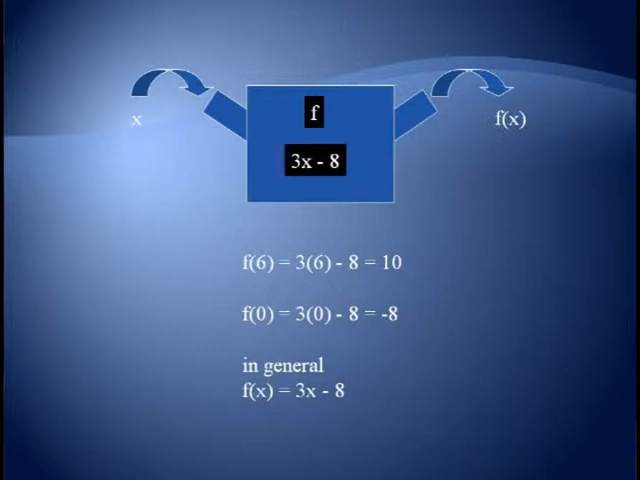 f
x
f(x)
3x - 8
f(6) = 3(6) - 8 = 10
f(0) = 3(0) - 8 = -8
in general
f(x) = 3x - 8